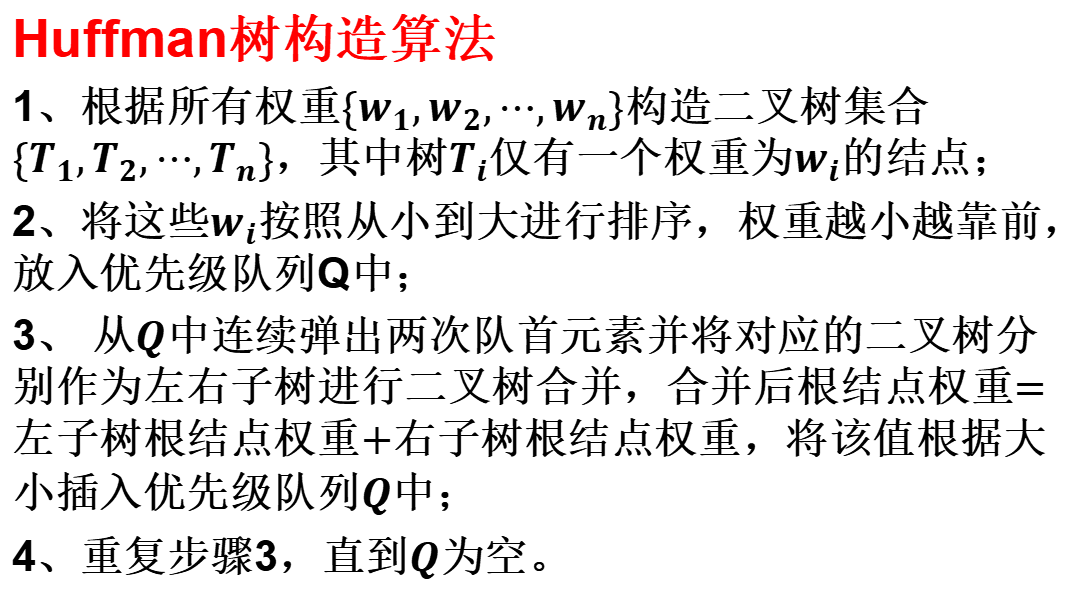 Huffman树构造算法
1、根据所有权重{w₁, w₂, ⋯, wₙ}构造二叉树集合
{T₁, T₂, ⋯, Tₙ}，其中树Tᵢ仅有一个权重为wᵢ的结点；
2、将这些wᵢ按照从小到大进行排序，权重越小越靠前，
放入优先级队列Q中；
3、 从Q中连续弹出两次队首元素并将对应的二叉树分
别作为左右子树进行二叉树合并，合并后根结点权重=
左子树根结点权重+右子树根结点权重，将该值根据大
小插入优先级队列Q中；
4、重复步骤3，直到Q为空。